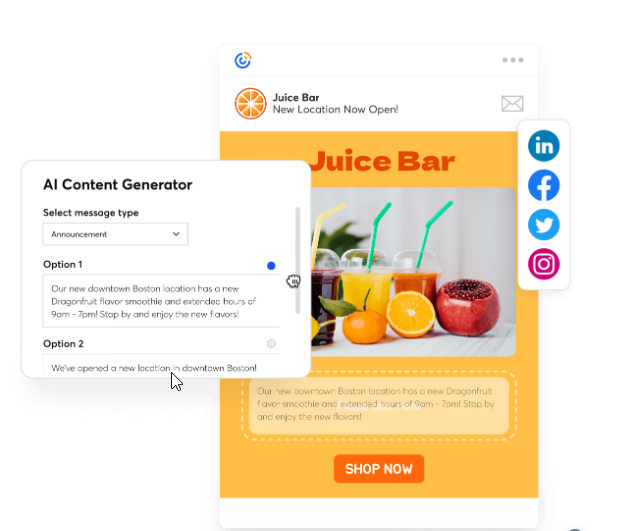 Juice Bar
New Location Now Open!
Juice Bar
AI Content Generator
Select message type
Announcement
Option 1
Our new downtown Boston location has a new
Dragonfruit flavor smoothie and extended hours of
9am - 7pm! Stop by and enjoy the new flavors!
Option 2
We've opened a new location in downtown Boston!
in
f
Our new downtown Boston location has a new Dragonfruit
flavor smoothie and extended hours of 9am - 7pm! Stop by
and enjoy the new flavors!
SHOP NOW